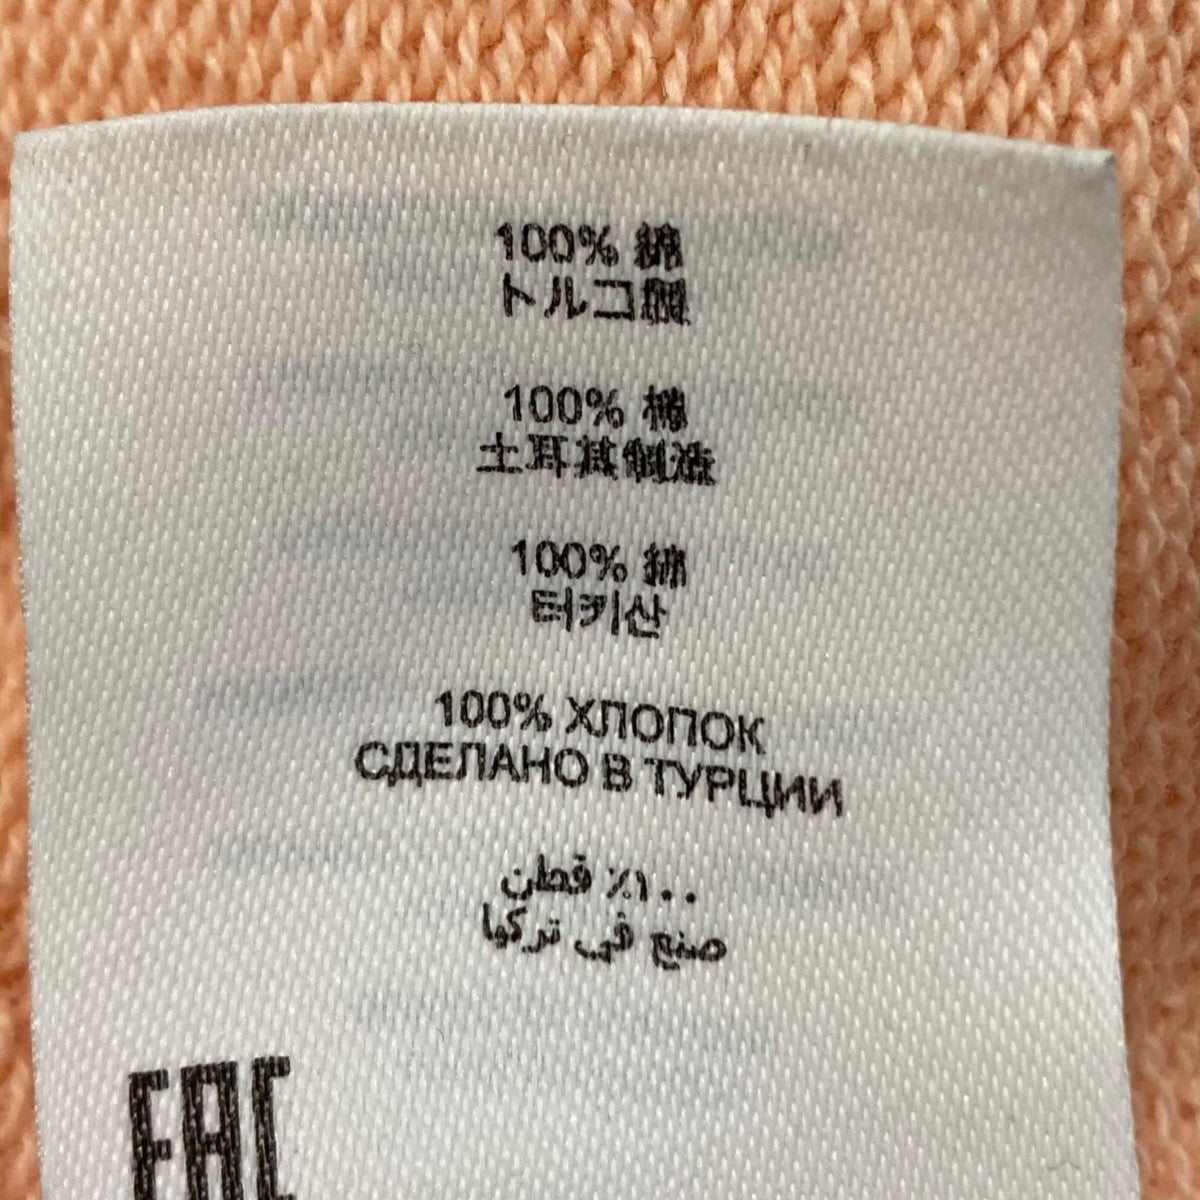 100% 綿
トルコ製
100% 棉
土耳其制造
100% 綿
터키산
100% ХЛОПОК
СДЕЛАНО В ТУРЦИИ
١٠٠٪ قطن
صنع في تركيا
EAC